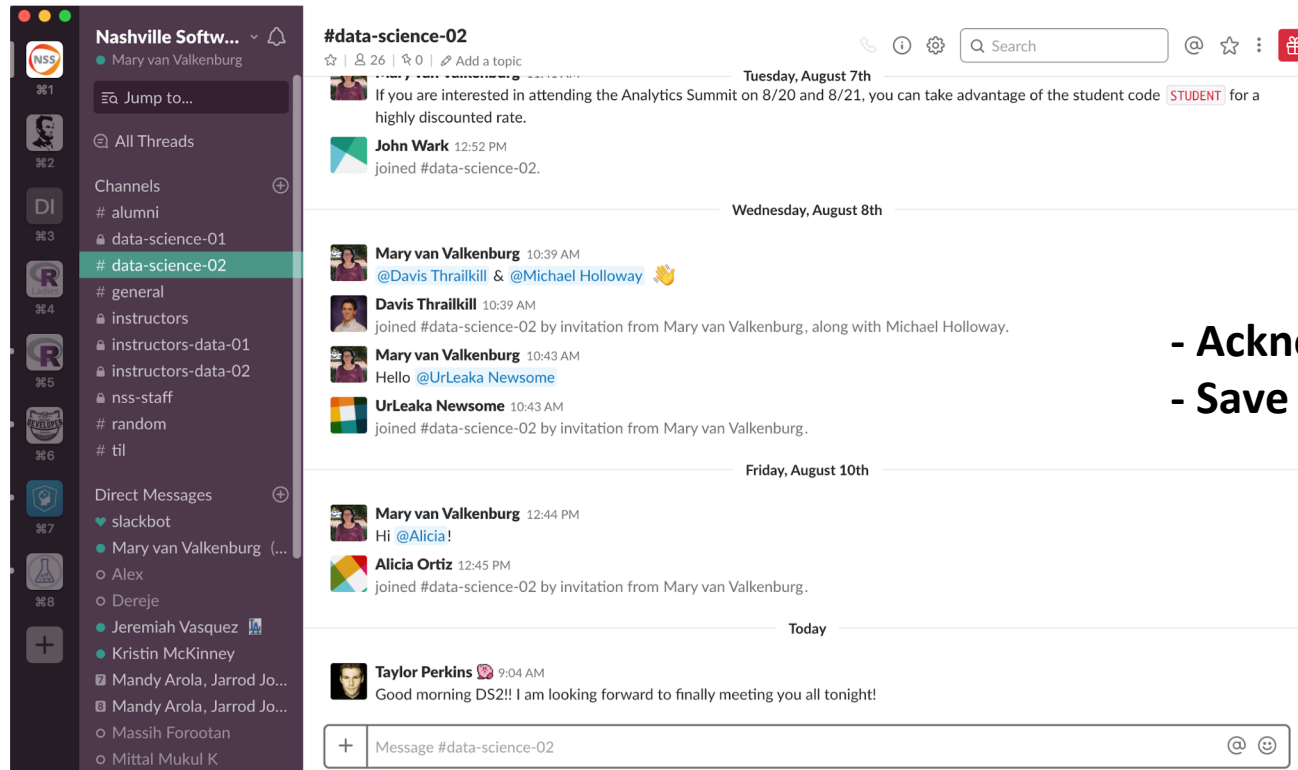 NSS
⌘1
⌘2
DI
⌘3
R
Ladies
⌘4
R
⌘5
DEVELOPER
⌘6
⌘7
⌘8
+
Nashville Softw...
Mary van Valkenburg
Jump to...
All Threads
Channels
# alumni
data-science-01
# data-science-02
# general
instructors
instructors-data-01
instructors-data-02
nss-staff
# random
# til
Direct Messages
slackbot
Mary van Valkenburg (...
Alex
Dereje
Jeremiah Vasquez
Kristin McKinney
7 Mandy Arola, Jarrod Jo...
8 Mandy Arola, Jarrod Jo...
Massih Forootan
Mittal Mukul K
#data-science-02
26 | 0 | Add a topic
Search
Tuesday, August 7th
Mary van Valkenburg
If you are interested in attending the Analytics Summit on 8/20 and 8/21, you can take advantage of the student code STUDENT for a
highly discounted rate.
John Wark 12:52 PM
joined #data-science-02.
Wednesday, August 8th
Mary van Valkenburg 10:39 AM
@Davis Thrailkill & @Michael Holloway
Davis Thrailkill 10:39 AM
joined #data-science-02 by invitation from Mary van Valkenburg, along with Michael Holloway.
Mary van Valkenburg 10:43 AM
Hello @UrLeaka Newsome
UrLeaka Newsome 10:43 AM
joined #data-science-02 by invitation from Mary van Valkenburg.
Friday, August 10th
Mary van Valkenburg 12:44 PM
Hi @Alicia!
Alicia Ortiz 12:45 PM
joined #data-science-02 by invitation from Mary van Valkenburg.
Today
Taylor Perkins 9:04 AM
Good morning DS2!! I am looking forward to finally meeting you all tonight!
+ Message #data-science-02
- Save